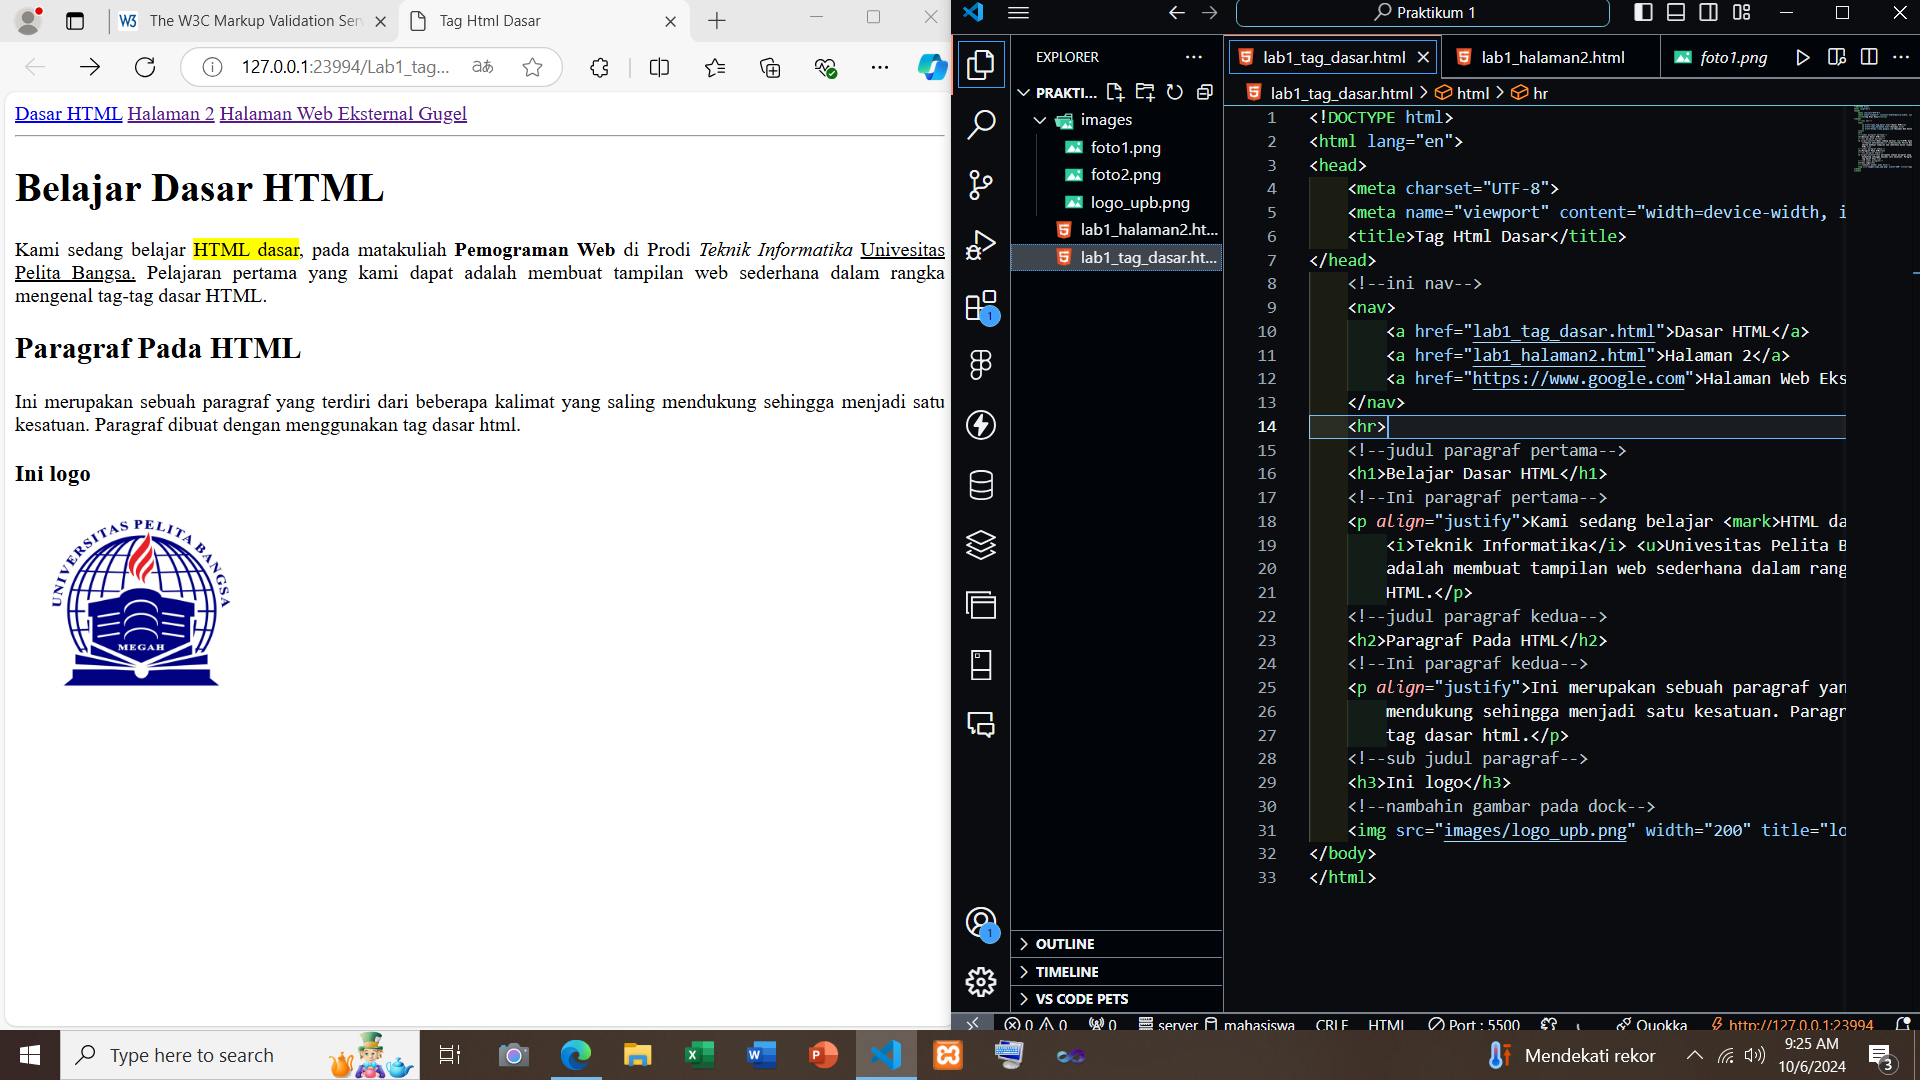 The W3C Markup Validation Ser
Tag Html Dasar
127.0.0.1:23994/Lab1_tag...
Dasar HTML Halaman 2 Halaman Web Eksternal Gugel
Belajar Dasar HTML
Kami sedang belajar HTML dasar, pada matakuliah Pemograman Web di Prodi Teknik Informatika Univesitas
Pelita Bangsa. Pelajaran pertama yang kami dapat adalah membuat tampilan web sederhana dalam rangka
mengenal tag-tag dasar HTML.
Paragraf Pada HTML
Ini merupakan sebuah paragraf yang terdiri dari beberapa kalimat yang saling mendukung sehingga menjadi satu
kesatuan. Paragraf dibuat dengan menggunakan tag dasar html.
Ini logo
UNIVERSITAS PELITA BANGSA
MEGAH
Praktikum 1
EXPLORER
PRAKTI...
images
foto1.png
foto2.png
logo_upb.png
lab1_halaman2.ht...
lab1_tag_dasar.ht...
OUTLINE
TIMELINE
VS CODE PETS
lab1_tag_dasar.html
lab1_halaman2.html
foto1.png
lab1_tag_dasar.html > html > hr
1 <!DOCTYPE html>
2 <html lang="en">
3 <head>
4 <meta charset="UTF-8">
5 <meta name="viewport" content="width=device-width, i
6 <title>Tag Html Dasar</title>
7 </head>
8 <!--ini nav-->
9 <nav>
10 <a href="lab1_tag_dasar.html">Dasar HTML</a>
11 <a href="lab1_halaman2.html">Halaman 2</a>
12 <a href="https://www.google.com">Halaman Web Eks
13 </nav>
14 <hr>
15 <!--judul paragraf pertama-->
16 <h1>Belajar Dasar HTML</h1>
17 <!--Ini paragraf pertama-->
18 <p align="justify">Kami sedang belajar <mark>HTML da
19 <i>Teknik Informatika</i> <u>Univesitas Pelita B
20 adalah membuat tampilan web sederhana dalam rang
21 HTML.</p>
22 <!--judul paragraf kedua-->
23 <h2>Paragraf Pada HTML</h2>
24 <!--Ini paragraf kedua-->
25 <p align="justify">Ini merupakan sebuah paragraf yan
26 mendukung sehingga menjadi satu kesatuan. Paragr
27 tag dasar html.</p>
28 <!--sub judul paragraf-->
29 <h3>Ini logo</h3>
30 <!--nambahin gambar pada dock-->
31 <img src="images/logo_upb.png" width="200" title="lo
32 </body>
33 </html>
0 0 0 server mahasiswa CRLF HTML Port : 5500 Quokka http://127.0.0.1:23994
Type here to search
Mendekati rekor
9:25 AM
10/6/2024
3